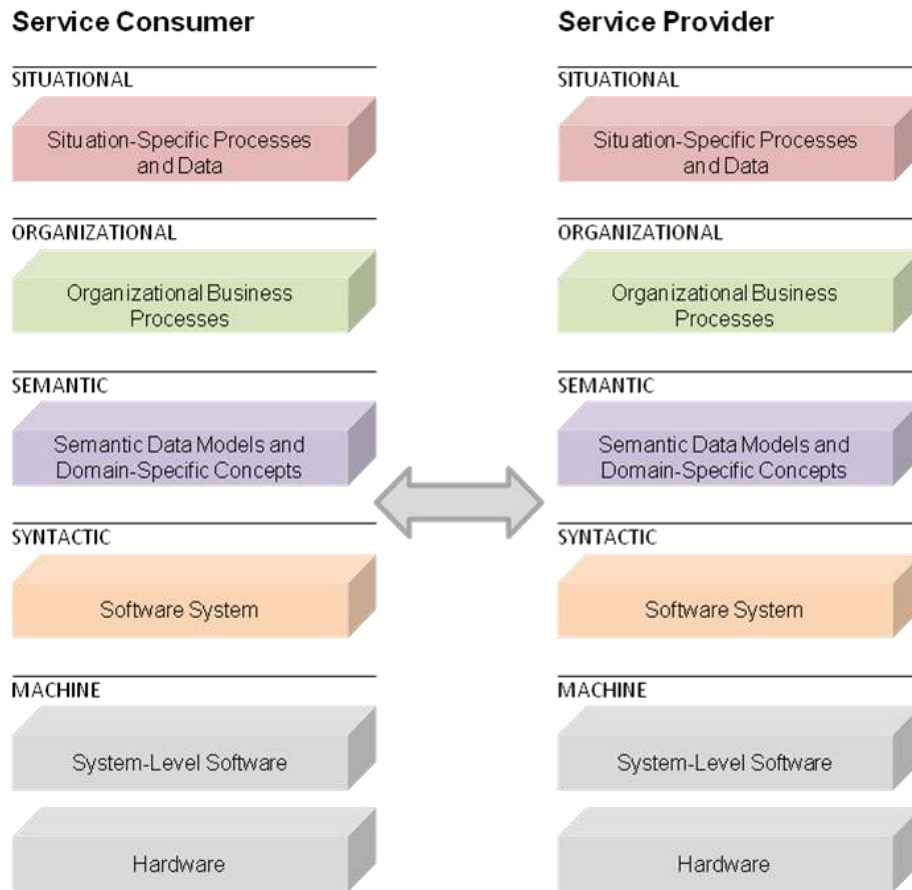 Service Consumer
SITUATIONAL
Situation-Specific Processes
and Data
ORGANIZATIONAL
Organizational Business
Processes
SEMANTIC
Semantic Data Models and
Domain-Specific Concepts
SYNTACTIC
Software System
MACHINE
System-Level Software
Hardware
Service Provider
SITUATIONAL
Situation-Specific Processes
and Data
ORGANIZATIONAL
Organizational Business
Processes
SEMANTIC
Semantic Data Models and
Domain-Specific Concepts
SYNTACTIC
Software System
MACHINE
System-Level Software
Hardware